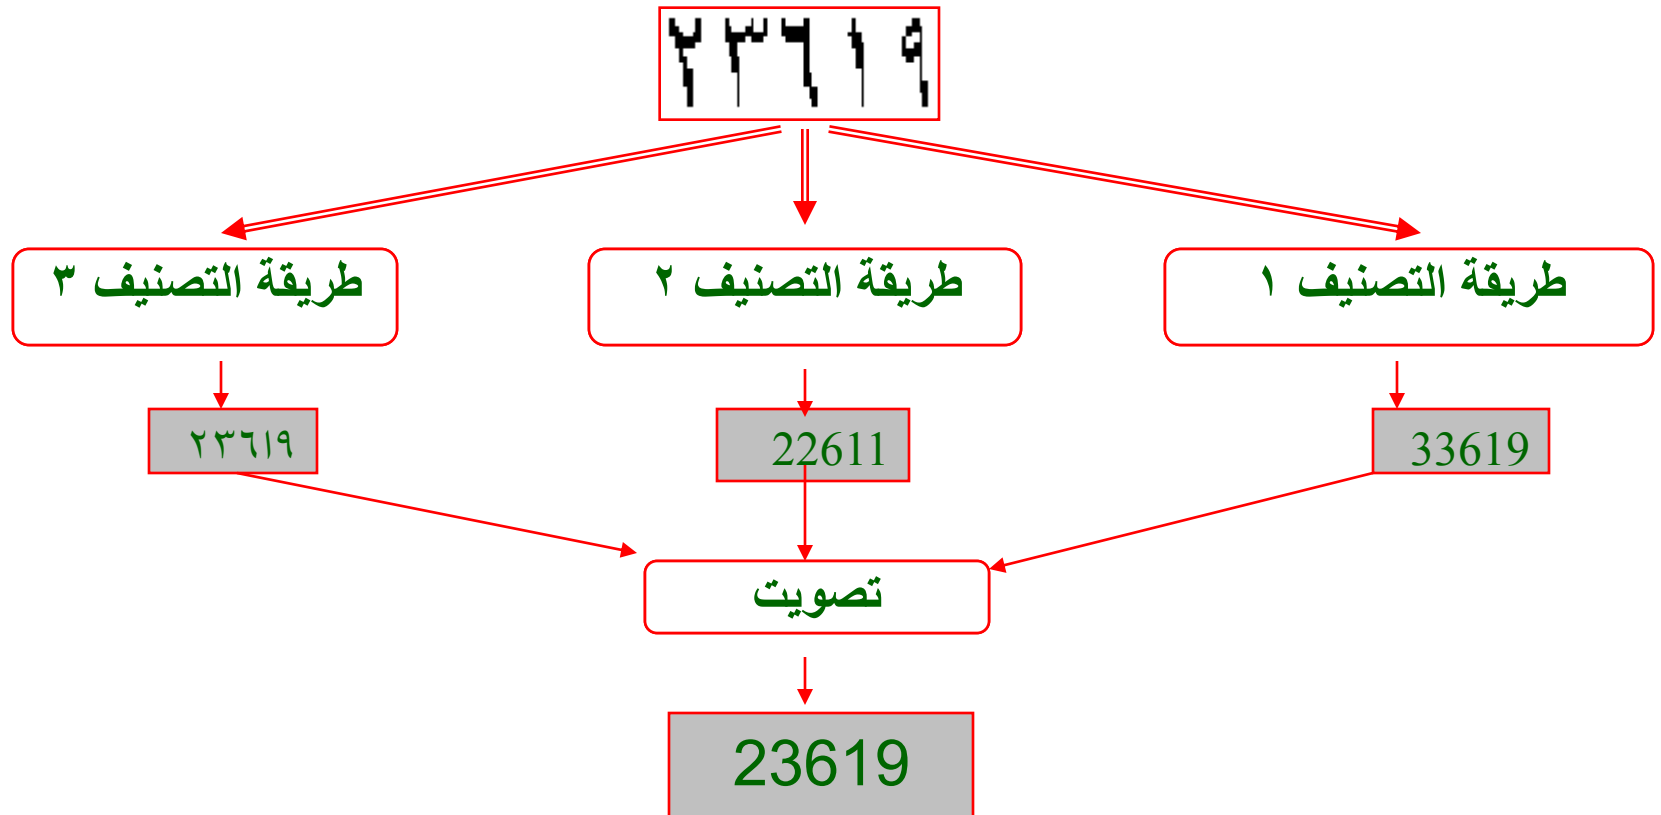 ٢٣٦١٩
طريقة التصنيف ١
طريقة التصنيف ٢
طريقة التصنيف ٣
33619
22611
٢٣٦١٩
تصويت
23619